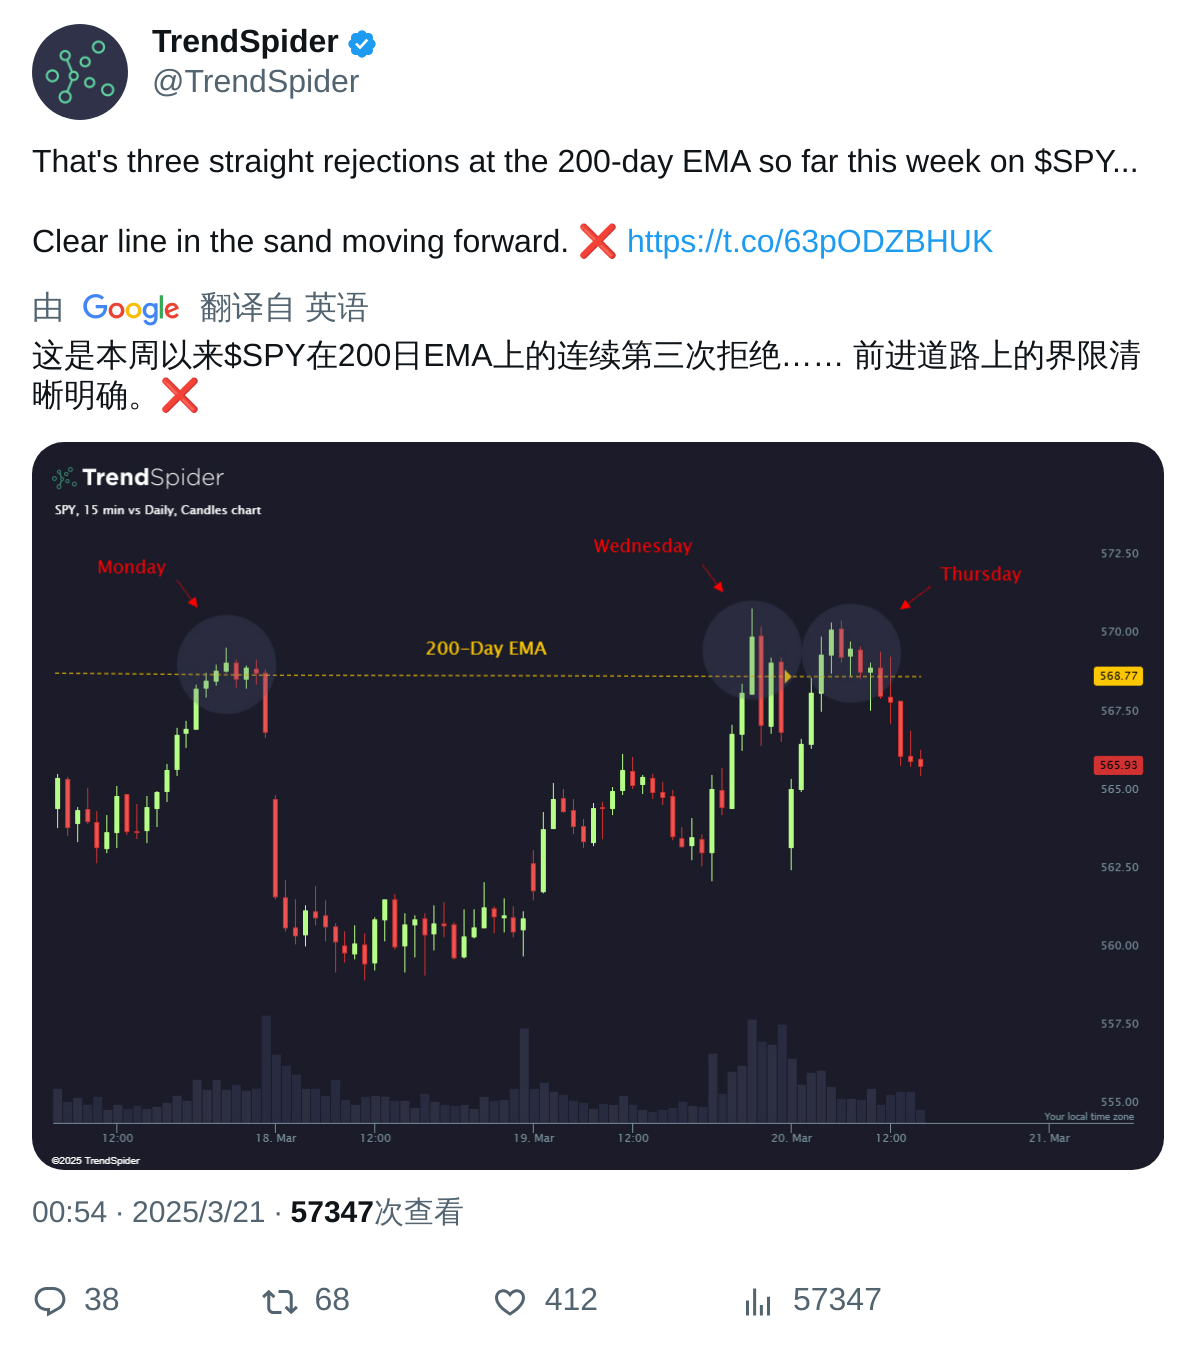 TrendSpider
@TrendSpider
That's three straight rejections at the 200-day EMA so far this week on $SPY...
Clear line in the sand moving forward. ❌ https://t.co/63pODZBHUK
由 Google 翻译自 英语
这是本周以来$SPY在200日EMA上的连续第三次拒绝…… 前进道路上的界限清
晰明确。❌
TrendSpider
SPY, 15 min vs Daily, Candles chart
Wednesday
Monday
Thursday
200-Day EMA
572.50
570.00
568.77
567.50
565.93
565.00
562.50
560.00
557.50
555.00
Your local time zone
12:00 18. Mar 12:00 19. Mar 12:00 20. Mar 12:00 21. Mar
©2025 TrendSpider
00:54 · 2025/3/21 · 57347次查看
38 68 412 57347